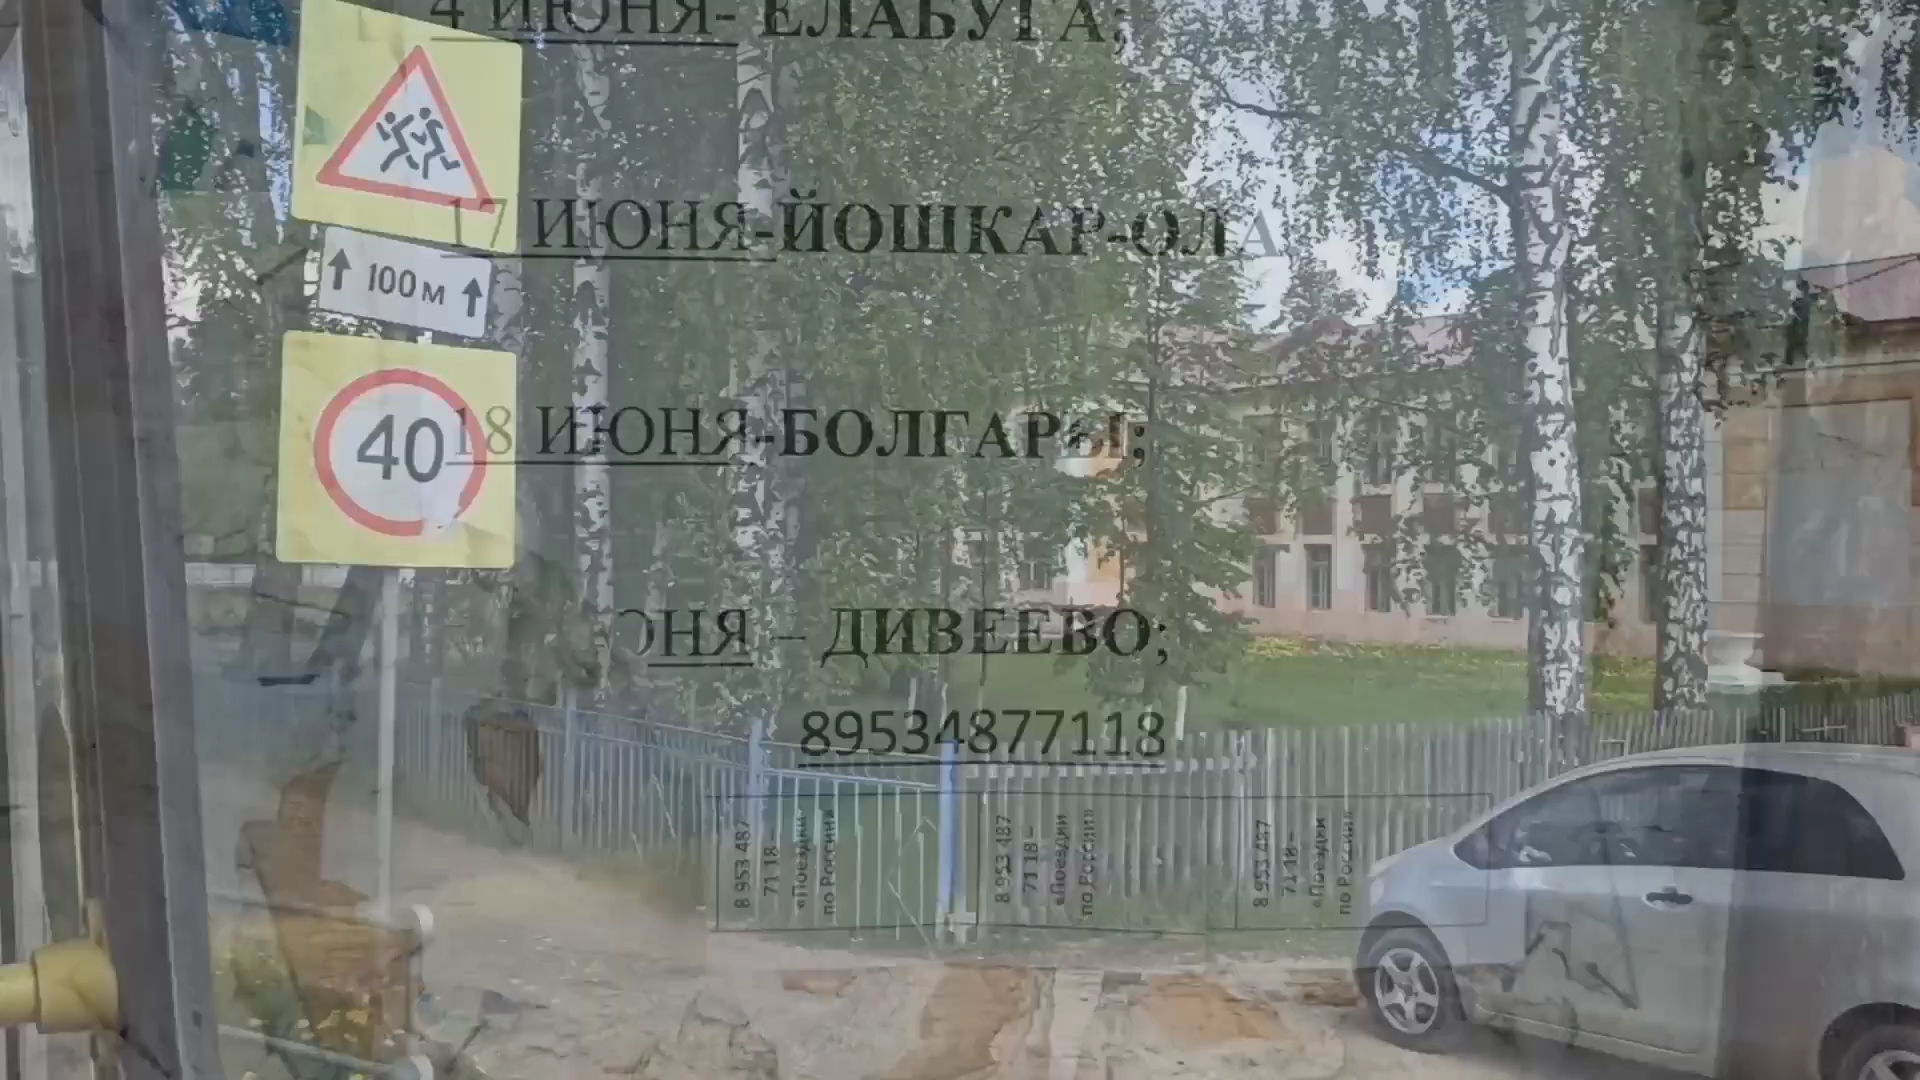 4 ИЮНЯ- ЕЛАБУГА;
17 ИЮНЯ-ЙОШКАР-ОЛА
18 ИЮНЯ-БОЛГАРЫ;
ЮНЯ – ДИВЕЕВО;
89534877118
100 м
40
8 953 487
71 18 –
«Поездки
по России»
8 953 487
71 18 –
«Поездки
по России»
8 953 487
71 18 –
«Поездки
по России»